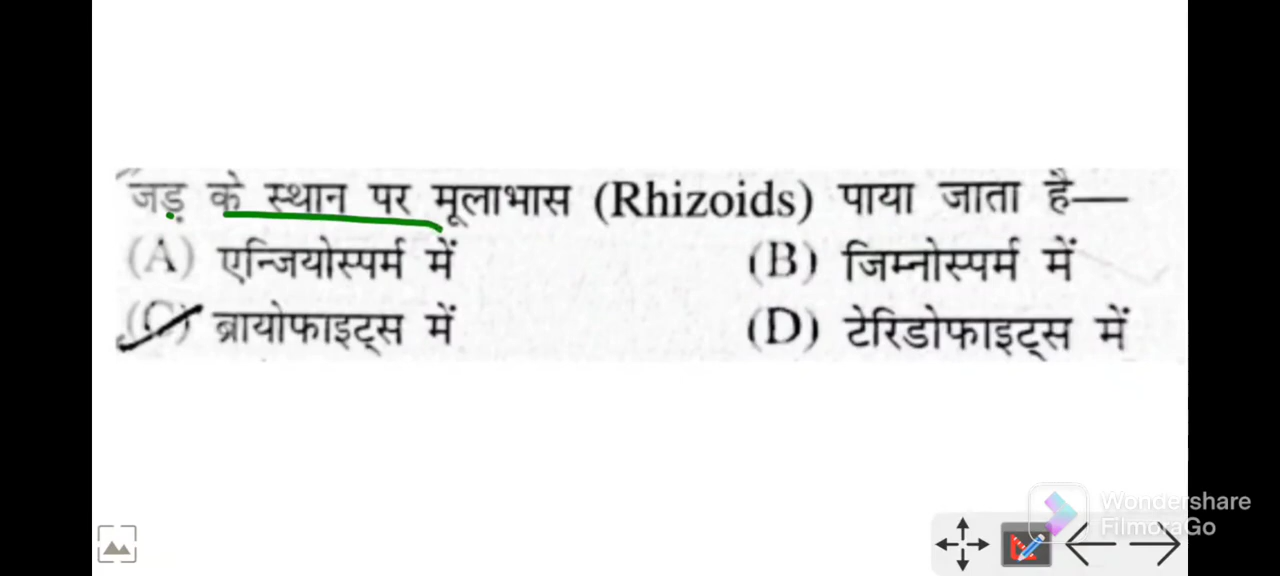 जड़ के स्थान पर मूलाभास (Rhizoids) पाया जाता है—
(A) एन्जियोस्पर्म में (B) जिम्नोस्पर्म में
(C) ब्रायोफाइट्स में (D) टेरिडोफाइट्स में
Wondershare
FilmoraGo